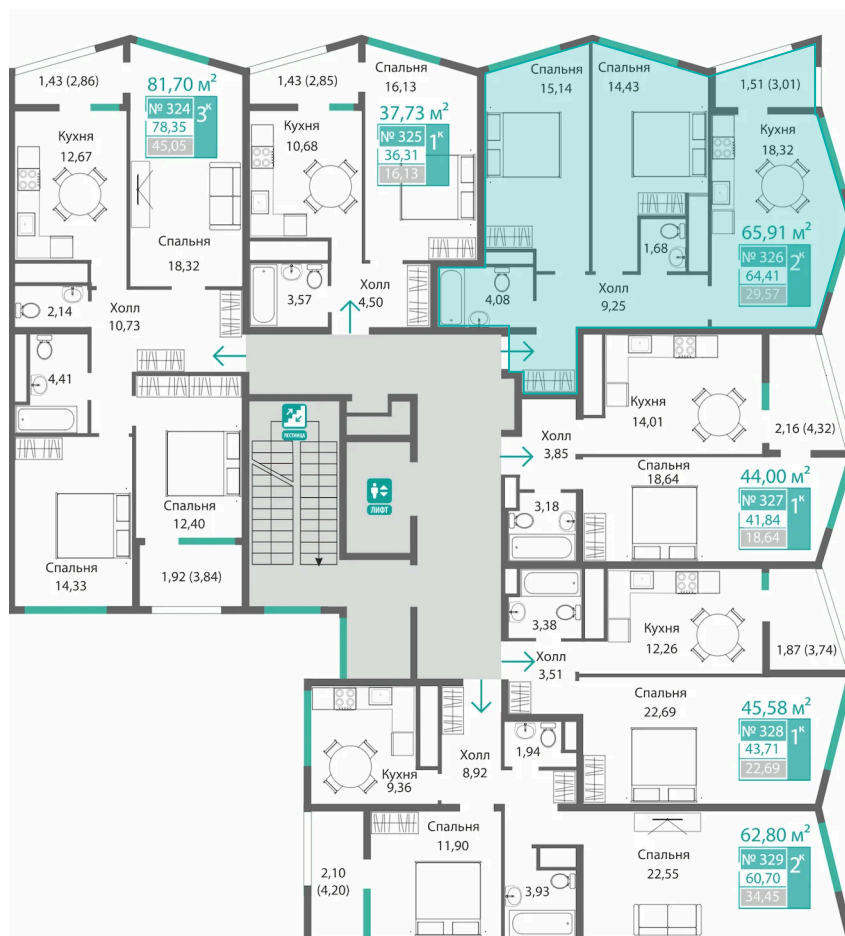 1,43 (2,86)
81,70 м²
№ 324
3к
78,35
45,05
Кухня
12,67
Спальня
18,32
2,14
Холл
10,73
4,41
Спальня
14,33
Спальня
12,40
1,92 (3,84)
1,43 (2,85)
Спальня
16,13
37,73 м²
№ 325
1к
36,31
16,13
Кухня
10,68
3,57
Холл
4,50
Спальня
15,14
Спальня
14,43
1,51 (3,01)
Кухня
18,32
65,91 м²
№ 326
2к
64,41
29,57
1,68
4,08
Холл
9,25
ЛЕСТНИЦА
ЛИФТ
Кухня
14,01
2,16 (4,32)
Холл
3,85
Спальня
18,64
44,00 м²
№ 327
1к
41,84
18,64
3,18
3,38
Кухня
12,26
1,87 (3,74)
Холл
3,51
Спальня
22,69
45,58 м²
№ 328
1к
43,71
22,69
Кухня
9,36
Холл
8,92
1,94
Спальня
11,90
2,10
(4,20)
3,93
Спальня
22,55
62,80 м²
№ 329
2к
60,70
34,45